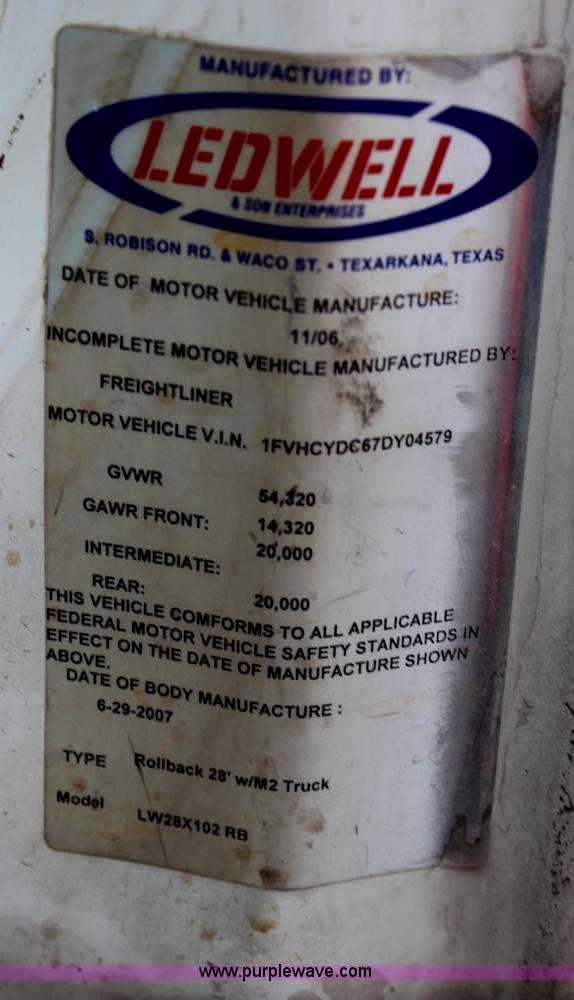 MANUFACTURED BY:
LEDWELL
& SON ENTERPRISES
S. ROBISON RD. & WACO ST. • TEXARKANA, TEXAS
DATE OF MOTOR VEHICLE MANUFACTURE:
11/06
INCOMPLETE MOTOR VEHICLE MANUFACTURED BY:
FREIGHTLINER
MOTOR VEHICLE V.I.N. 1FVHCYDC67DY04579
GVWR 54,320
GAWR FRONT: 14,320
INTERMEDIATE: 20,000
REAR: 20,000
THIS VEHICLE COMFORMS TO ALL APPLICABLE
FEDERAL MOTOR VEHICLE SAFETY STANDARDS IN
EFFECT ON THE DATE OF MANUFACTURE SHOWN
ABOVE.
DATE OF BODY MANUFACTURE :
6-29-2007
TYPE Rollback 28' w/M2 Truck
Model LW28X102 RB
www.purplewave.com